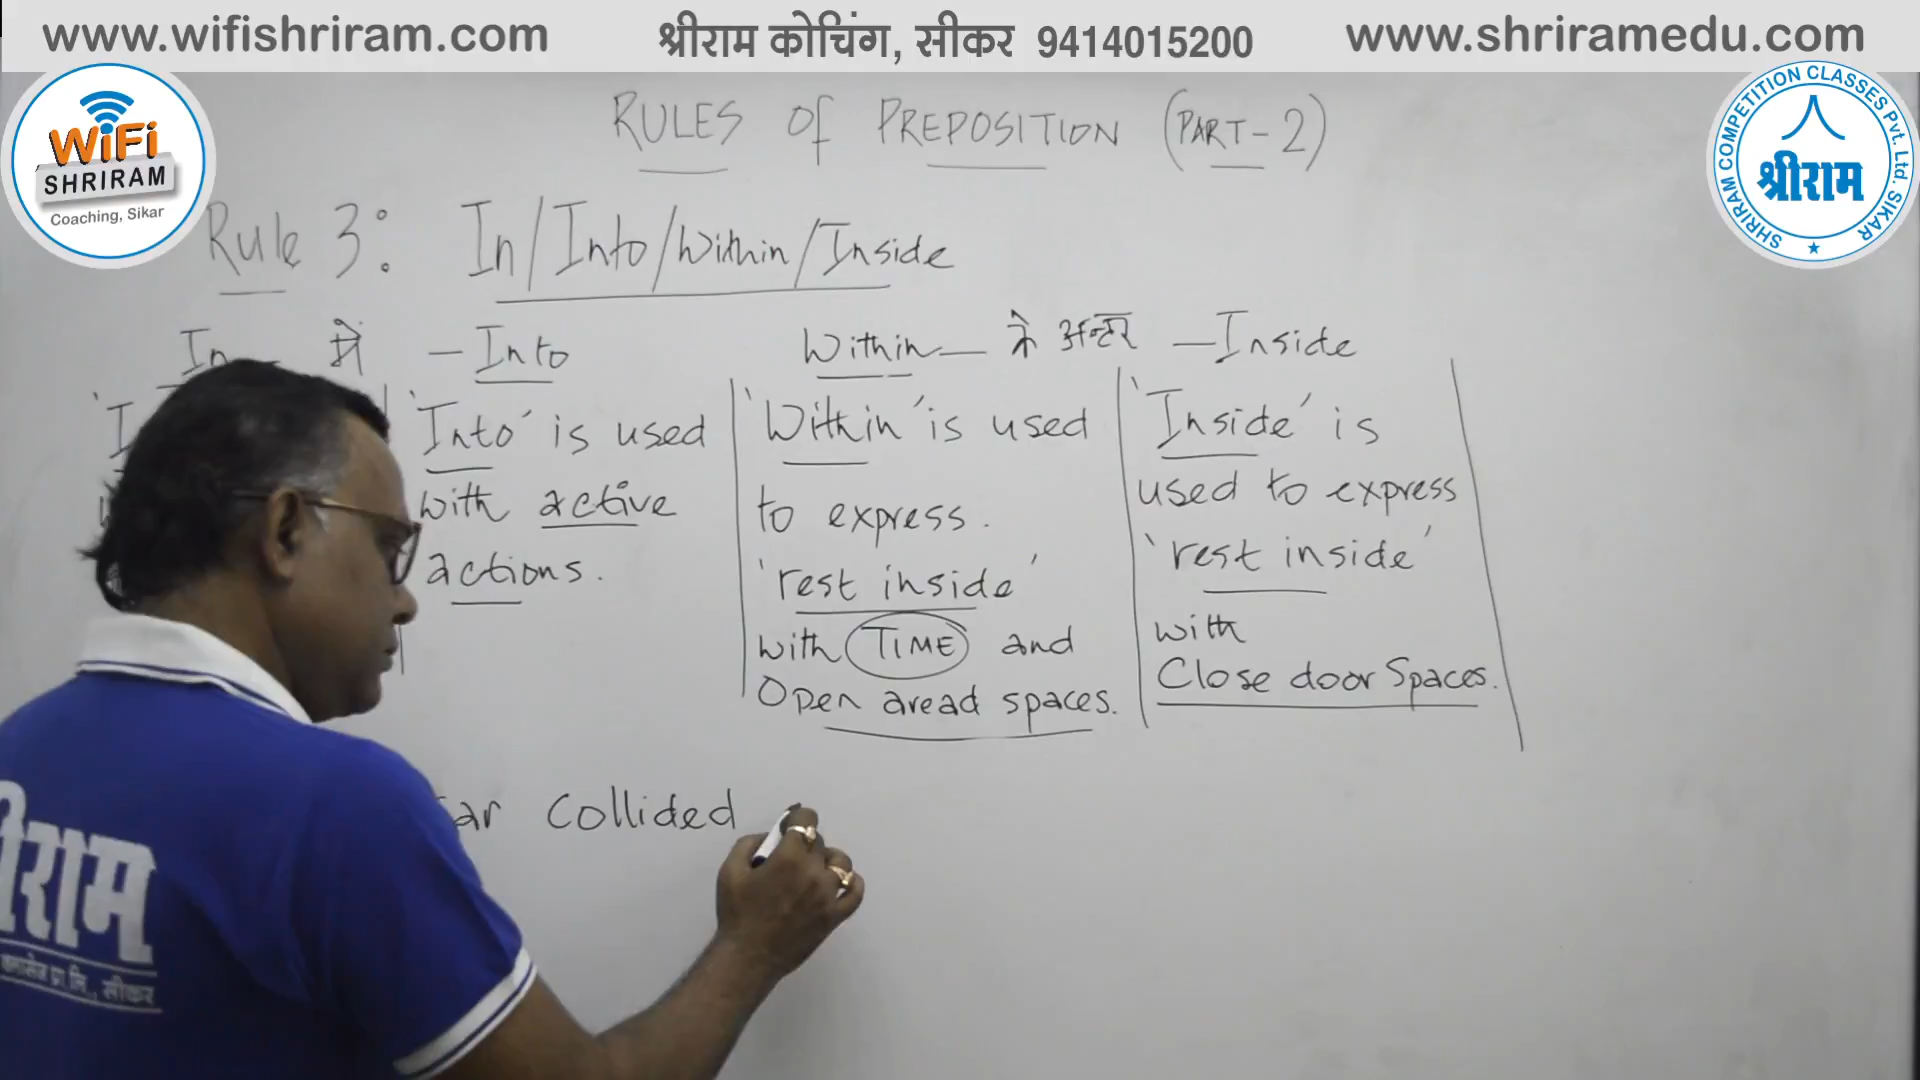 www.wifishriram.com
श्रीराम कोचिंग, सीकर 9414015200
www.shriramedu.com
WiFi
SHRIRAM
Coaching, Sikar
SHRIRAM COMPETITION CLASSES Pvt. Ltd. SIKAR
श्रीराम
RULES of PREPOSITION (PART-2)
Rule 3: In/Into/Within/Inside
In में - Into
Within - के अन्दर - Inside
'Into' is used
with active
actions.
'Within' is used
to express.
'rest inside'
with TIME and
Open aread spaces.
'Inside' is
used to express
'rest inside'
with
Close door Spaces.
Collided